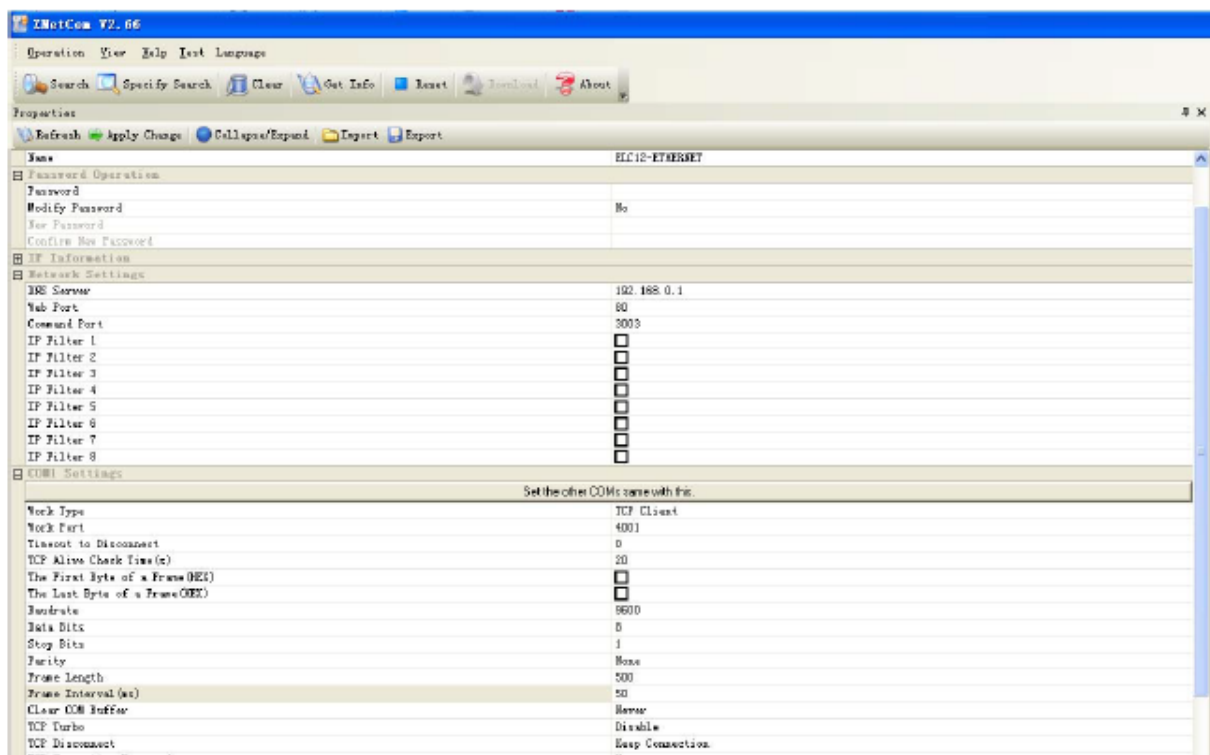 ZNetCom V2.66
Operation View Help Test Language
Search Specify Search Clear Get Info Reset Download About
Properties
Refresh Apply Change Collapse/Expand Import Export
Name ELC12-ETHERNET
Password Operation
Password
Modify Password No
New Password
Confirm New Password
IP Information
Network Settings
DNS Server 192.168.0.1
Web Port 80
Command Port 3003
IP Filter 1
IP Filter 2
IP Filter 3
IP Filter 4
IP Filter 5
IP Filter 6
IP Filter 7
IP Filter 8
COM1 Settings
Set the other COMs same with this.
Work Type TCP Client
Work Port 4001
Timeout to Disconnect 0
TCP Alive Check Time(s) 20
The First Byte of a Frame(HEX)
The Last Byte of a Frame(HEX)
Baudrate 9600
Data Bits 8
Stop Bits 1
Parity None
Frame Length 500
Frame Interval(ms) 50
Clear COM Buffer Never
TCP Turbo Disable
TCP Disconnect Keep Connection